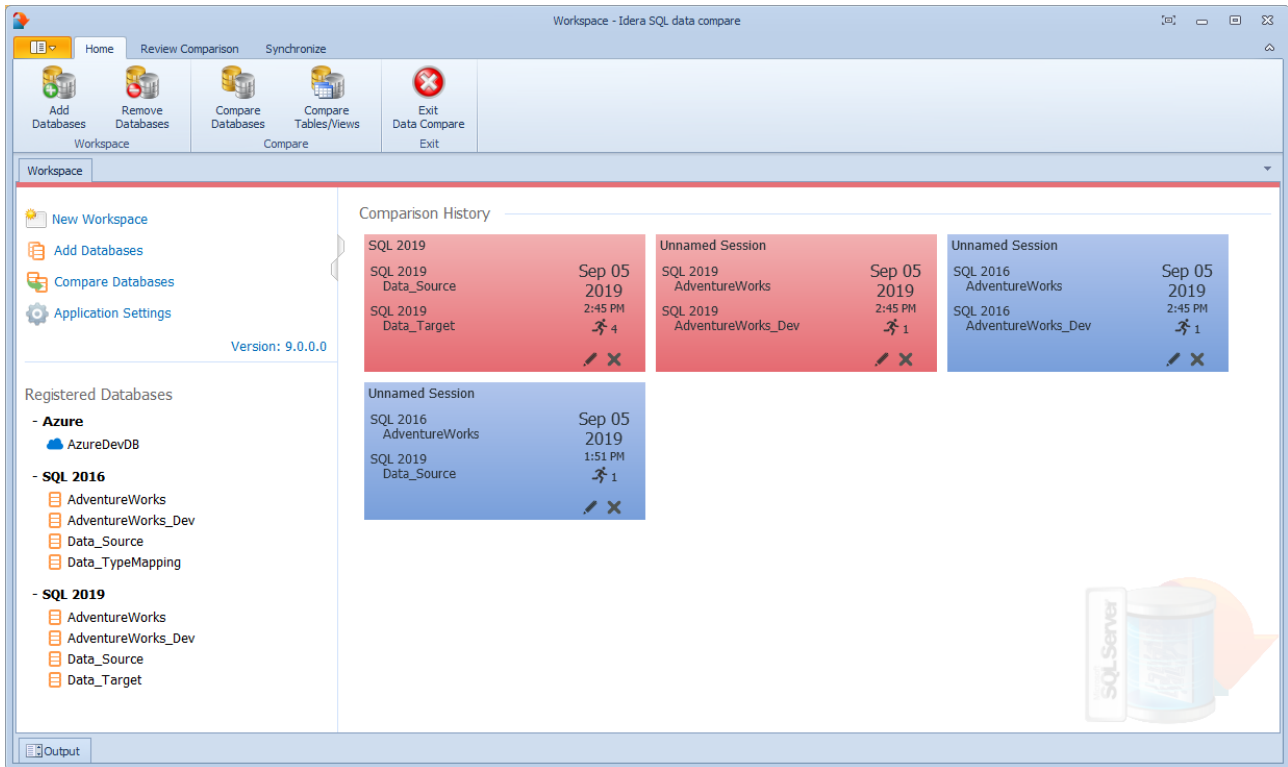 Workspace - Idera SQL data compare
Home Review Comparison Synchronize
Add Databases
Remove Databases
Compare Databases
Compare Tables/Views
Exit Data Compare
Workspace Compare Exit
Workspace
New Workspace
Add Databases
Compare Databases
Application Settings
Version: 9.0.0.0
Registered Databases
- Azure
AzureDevDB
- SQL 2016
AdventureWorks
AdventureWorks_Dev
Data_Source
Data_TypeMapping
- SQL 2019
AdventureWorks
AdventureWorks_Dev
Data_Source
Data_Target
Comparison History
SQL 2019
SQL 2019
Data_Source
SQL 2019
Data_Target
Sep 05
2019
2:45 PM
4
Unnamed Session
SQL 2019
AdventureWorks
SQL 2019
AdventureWorks_Dev
Sep 05
2019
2:45 PM
1
Unnamed Session
SQL 2016
AdventureWorks
SQL 2016
AdventureWorks_Dev
Sep 05
2019
2:45 PM
1
Unnamed Session
SQL 2016
AdventureWorks
SQL 2019
Data_Source
Sep 05
2019
1:51 PM
1
SQL Server
Output